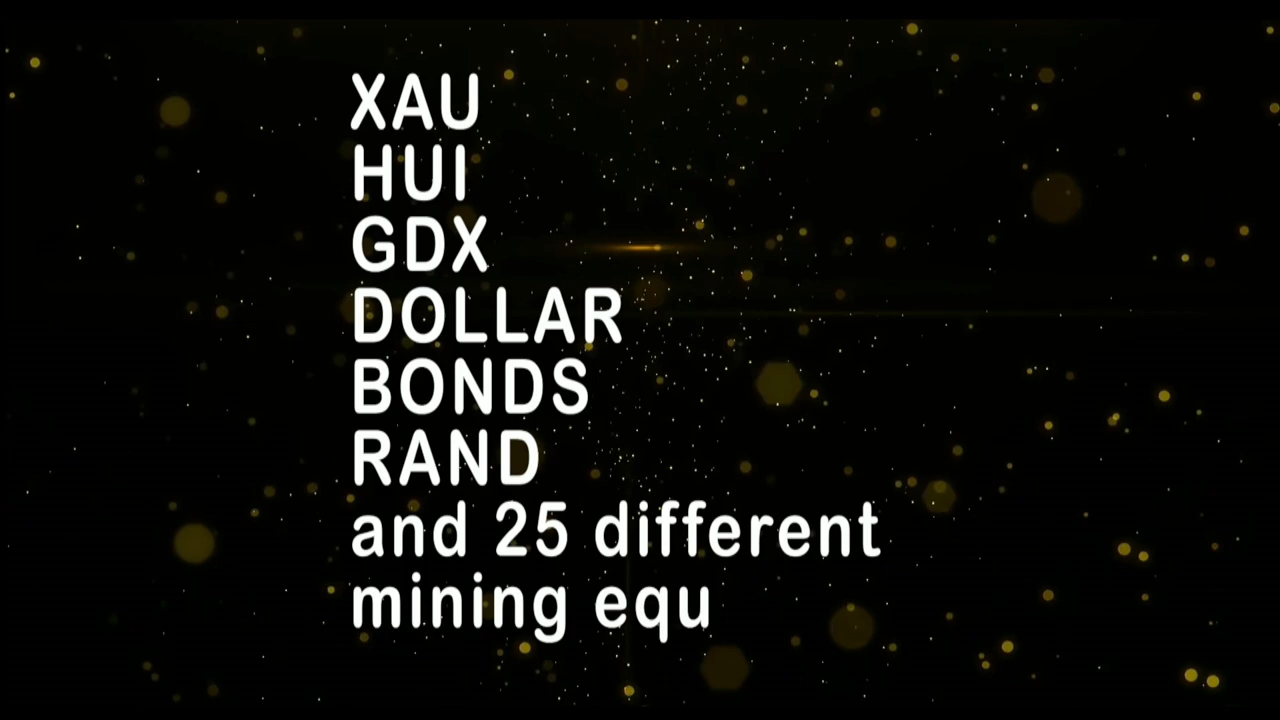 XAU
HUI
GDX
DOLLAR
BONDS
RAND
and 25 different
mining equ